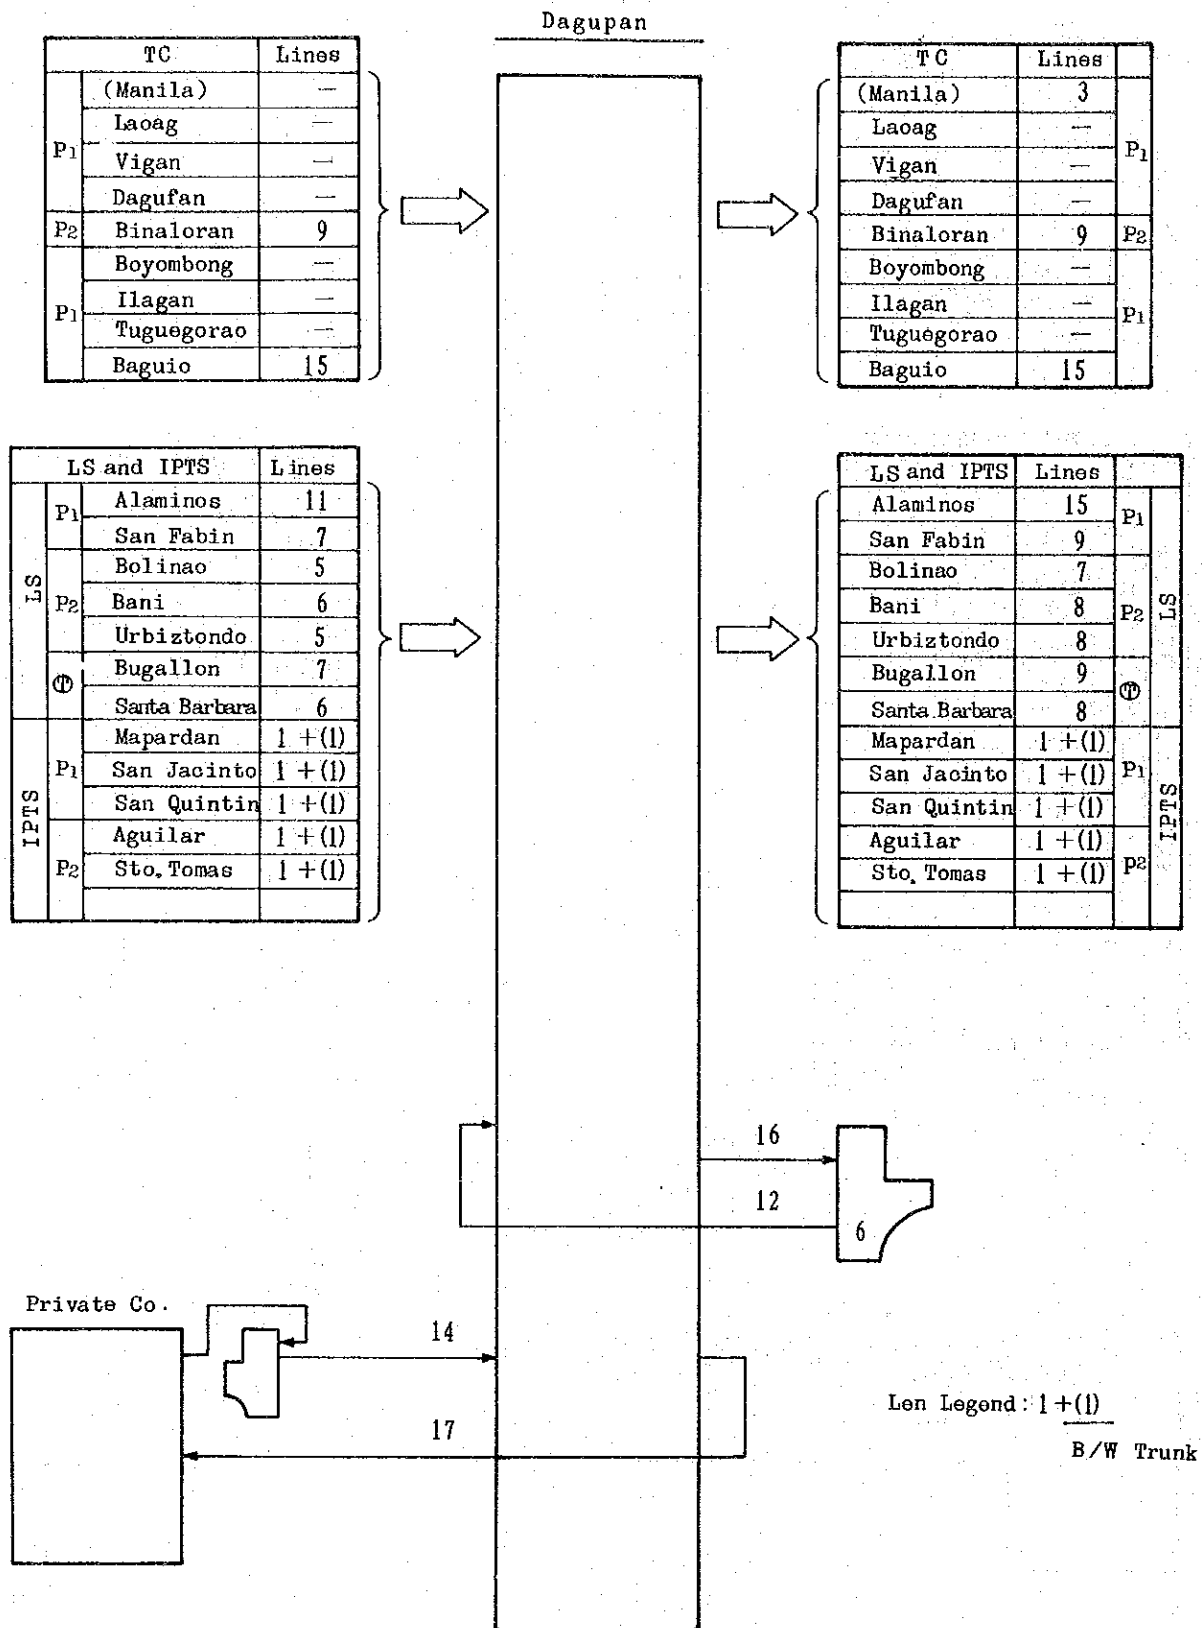 Dagupan
TC Lines
P1 (Manila) —
Laoag —
Vigan —
Dagufan —
P2 Binaloran 9
P1 Boyombong —
Ilagan —
Tuguegorao —
Baguio 15
TC Lines
(Manila) 3 P1
Laoag —
Vigan —
Dagufan —
Binaloran 9 P2
Boyombong — P1
Ilagan —
Tuguegorao —
Baguio 15
LS and IPTS Lines
LS P1 Alaminos 11
San Fabin 7
P2 Bolinao 5
Bani 6
Urbiztondo 5
Ⓣ Bugallon 7
Santa Barbara 6
IPTS P1 Mapardan 1+(1)
San Jacinto 1+(1)
San Quintin 1+(1)
P2 Aguilar 1+(1)
Sto. Tomas 1+(1)
LS and IPTS Lines
Alaminos 15 P1 LS
San Fabin 9
Bolinao 7 P2
Bani 8
Urbiztondo 8
Bugallon 9 Ⓣ
Santa Barbara 8
Mapardan 1+(1) P1 IPTS
San Jacinto 1+(1)
San Quintin 1+(1)
Aguilar 1+(1) P2
Sto. Tomas 1+(1)
16
12
6
Private Co.
14
17
Len Legend: 1+(1)
B/W Trunk